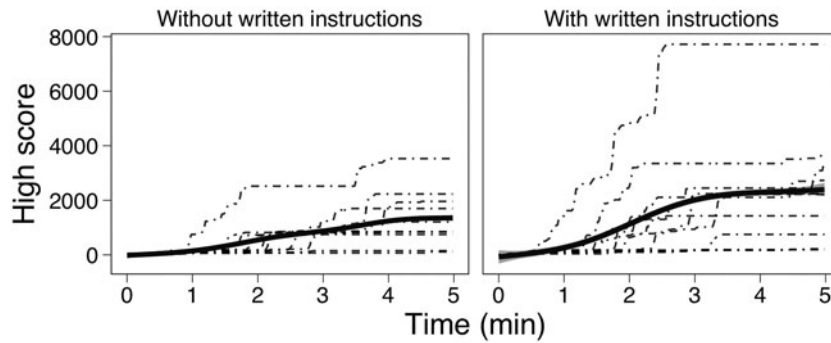 Without written instructions
With written instructions
High score
8000
6000
4000
2000
0
0 1 2 3 4 5
0 1 2 3 4 5
Time (min)